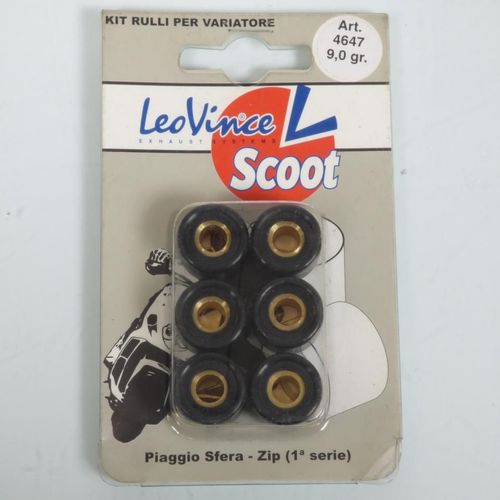 KIT RULLI PER VARIATORE
Art.
4647
9,0 gr.
LeoVince L
EXHAUST SYSTEMS
Scoot
Piaggio Sfera - Zip (1ª serie)